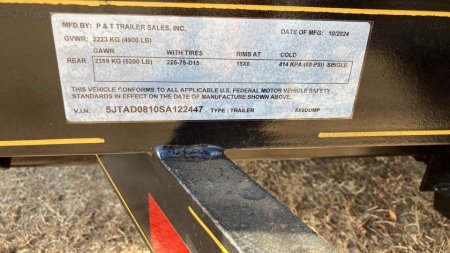 MFD BY: P & T TRAILER SALES, INC. DATE OF MFG: 10/2024
GVWR: 2223 KG (4900 LB)
GAWR WITH TIRES RIMS AT COLD
REAR 2359 KG (5200 LB) 225-75-D15 15X6 414 KPA (60 PSI) SINGLE
THIS VEHICLE CONFORMS TO ALL APPLICABLE U.S. FEDERAL MOTOR VEHICLE SAFETY
STANDARDS IN EFFECT ON THE DATE OF MANUFACTURE SHOWN ABOVE.
V.I.N. 5JTAD0810SA122447 TYPE: TRAILER 5X8DUMP